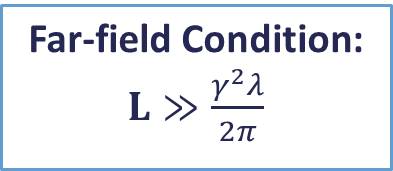 Far-field Condition:
L ≫ γ²λ / 2π